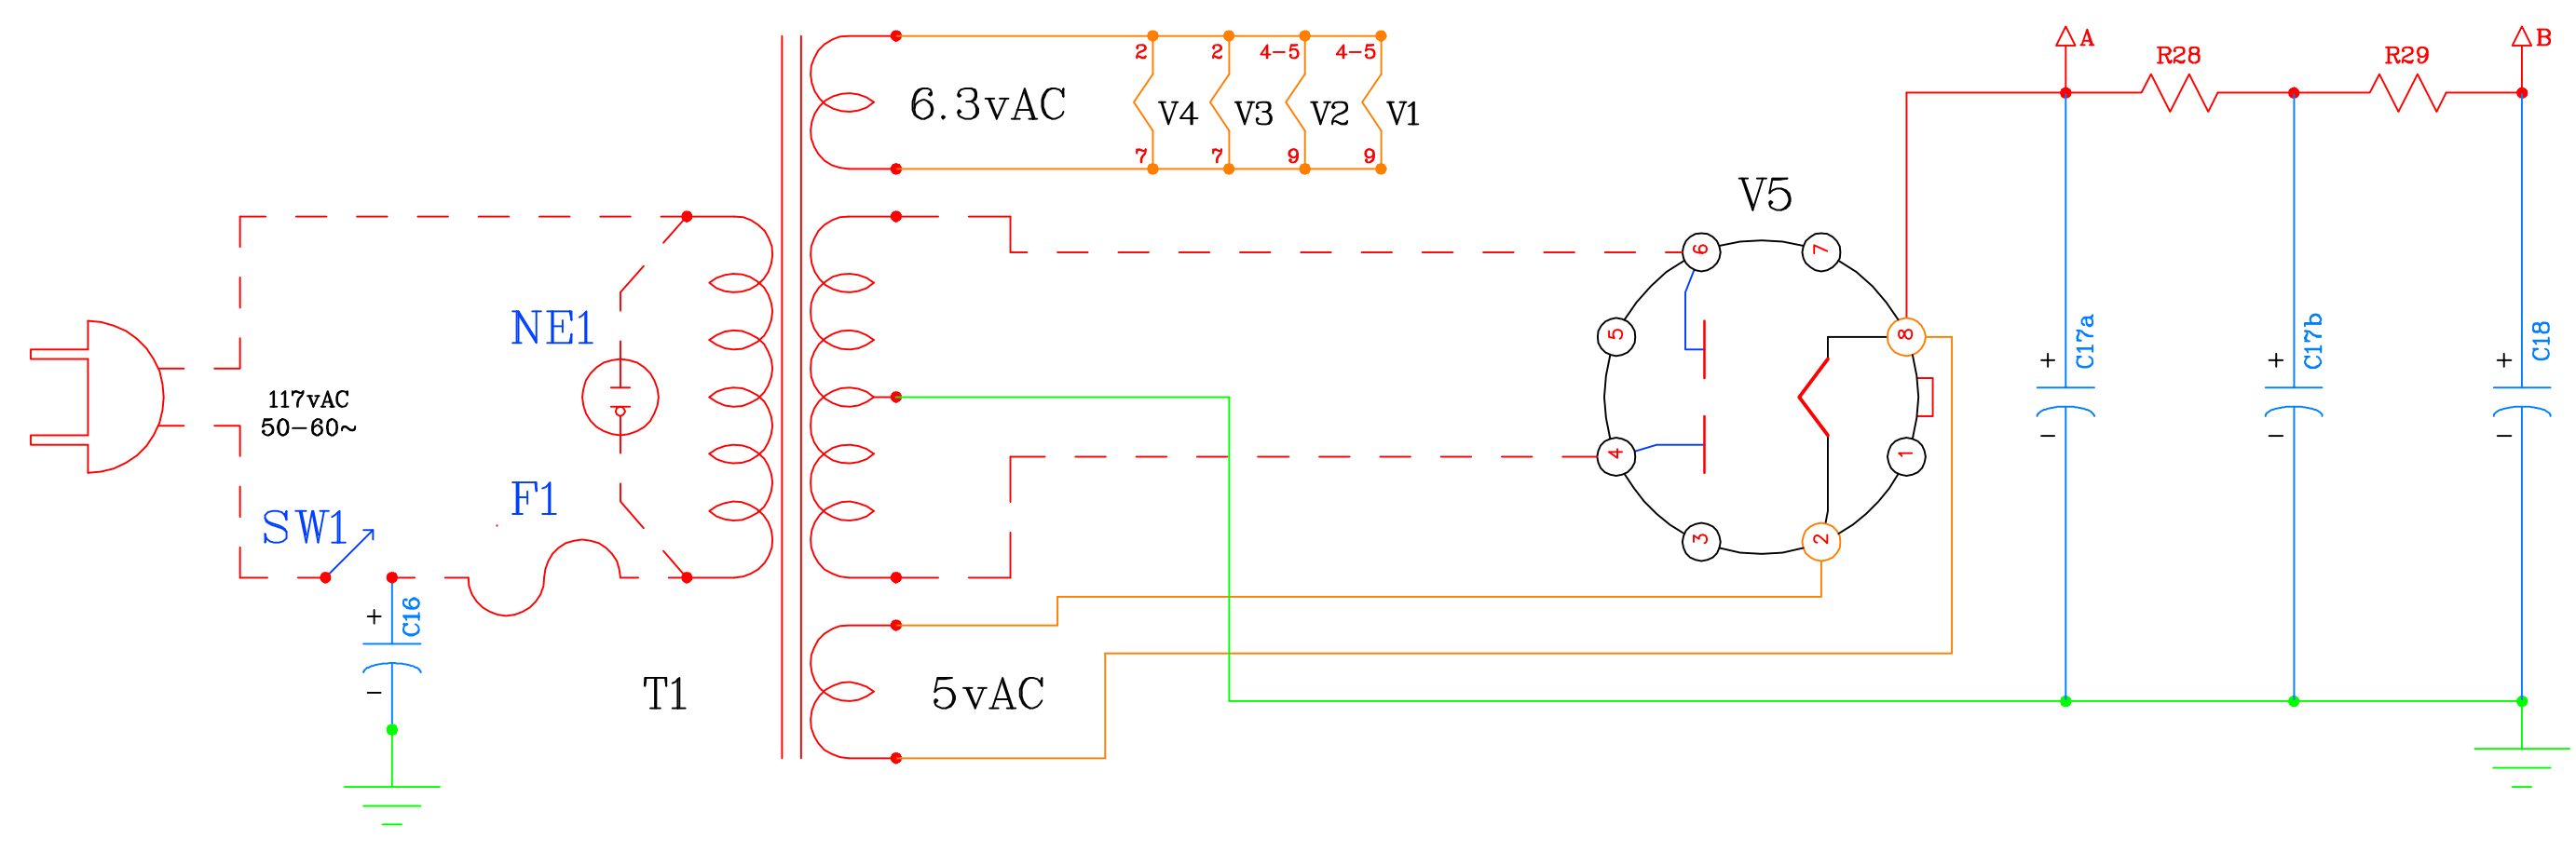 A
B
R28
R29
2
2
4-5
4-5
6.3vAC
V4
V3
V2
V1
7
7
9
9
V5
6
7
5
8
4
1
3
2
NE1
117vAC
50-60~
F1
SW1
+
C16
-
T1
5vAC
+
C17a
-
+
C17b
-
+
C18
-